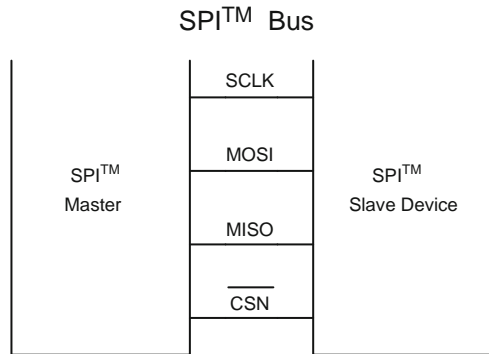 SPI™ Bus
SCLK
MOSI
SPI™
Master
SPI™
Slave Device
MISO
CSN